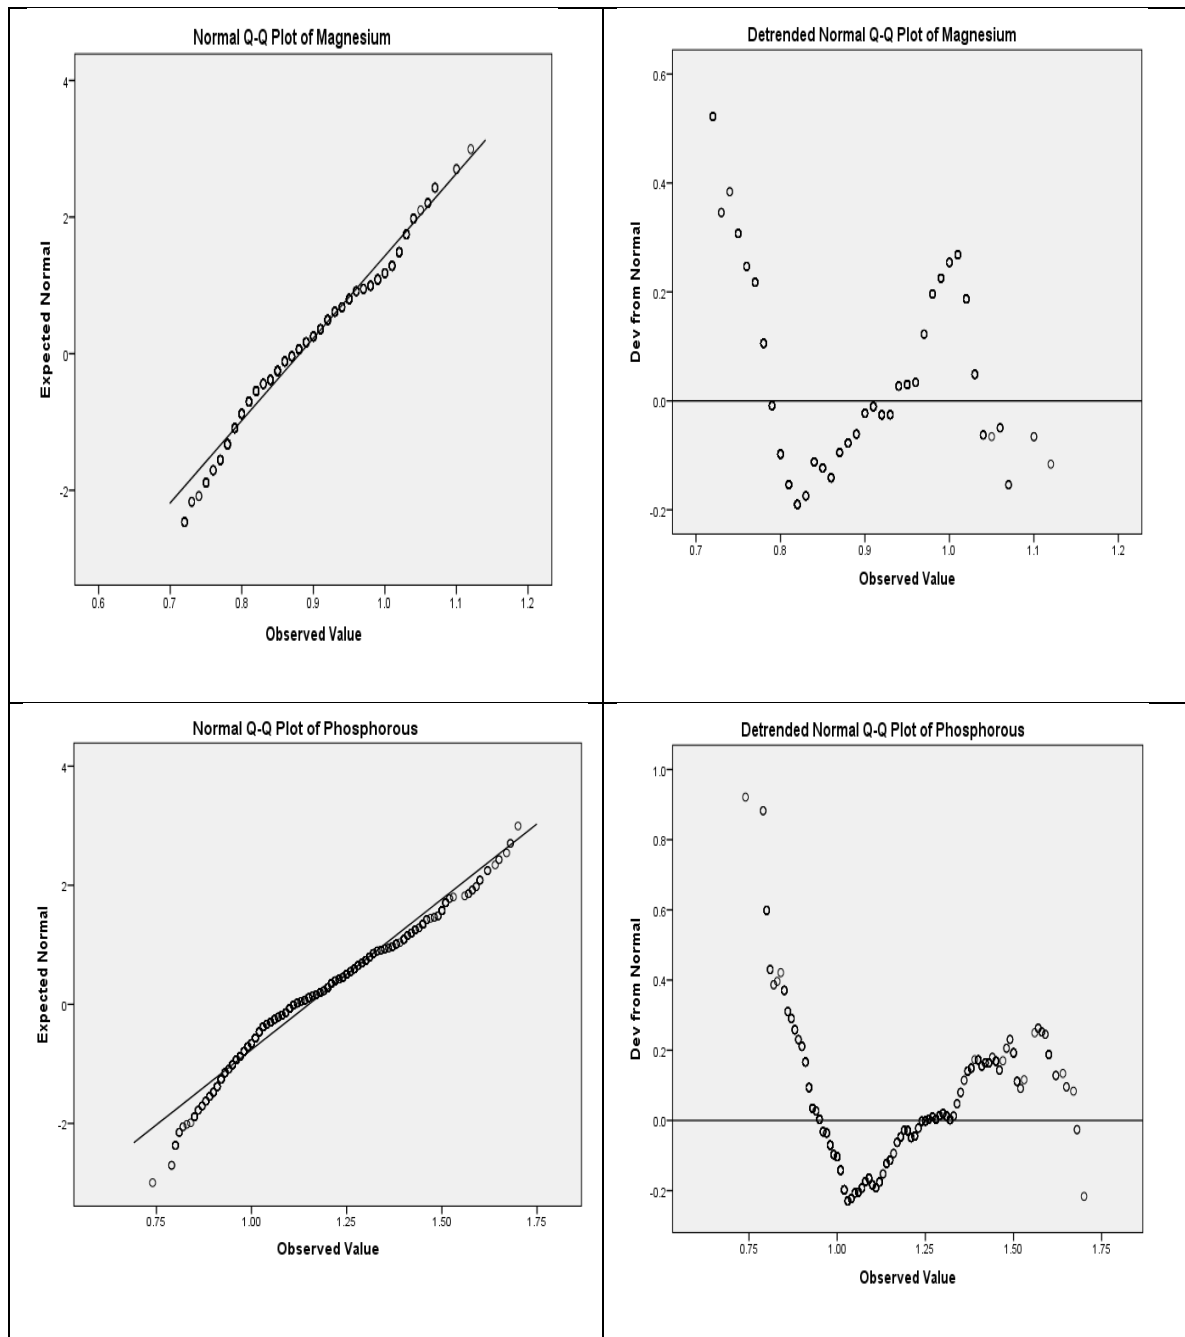 Normal Q-Q Plot of Magnesium
Expected Normal
4
2
0
-2
0.6 0.7 0.8 0.9 1.0 1.1 1.2
Observed Value
Detrended Normal Q-Q Plot of Magnesium
Dev from Normal
0.6
0.4
0.2
0.0
-0.2
0.7 0.8 0.9 1.0 1.1 1.2
Observed Value
Normal Q-Q Plot of Phosphorous
Expected Normal
4
2
0
-2
0.75 1.00 1.25 1.50 1.75
Observed Value
Detrended Normal Q-Q Plot of Phosphorous
Dev from Normal
1.0
0.8
0.6
0.4
0.2
0.0
-0.2
0.75 1.00 1.25 1.50 1.75
Observed Value